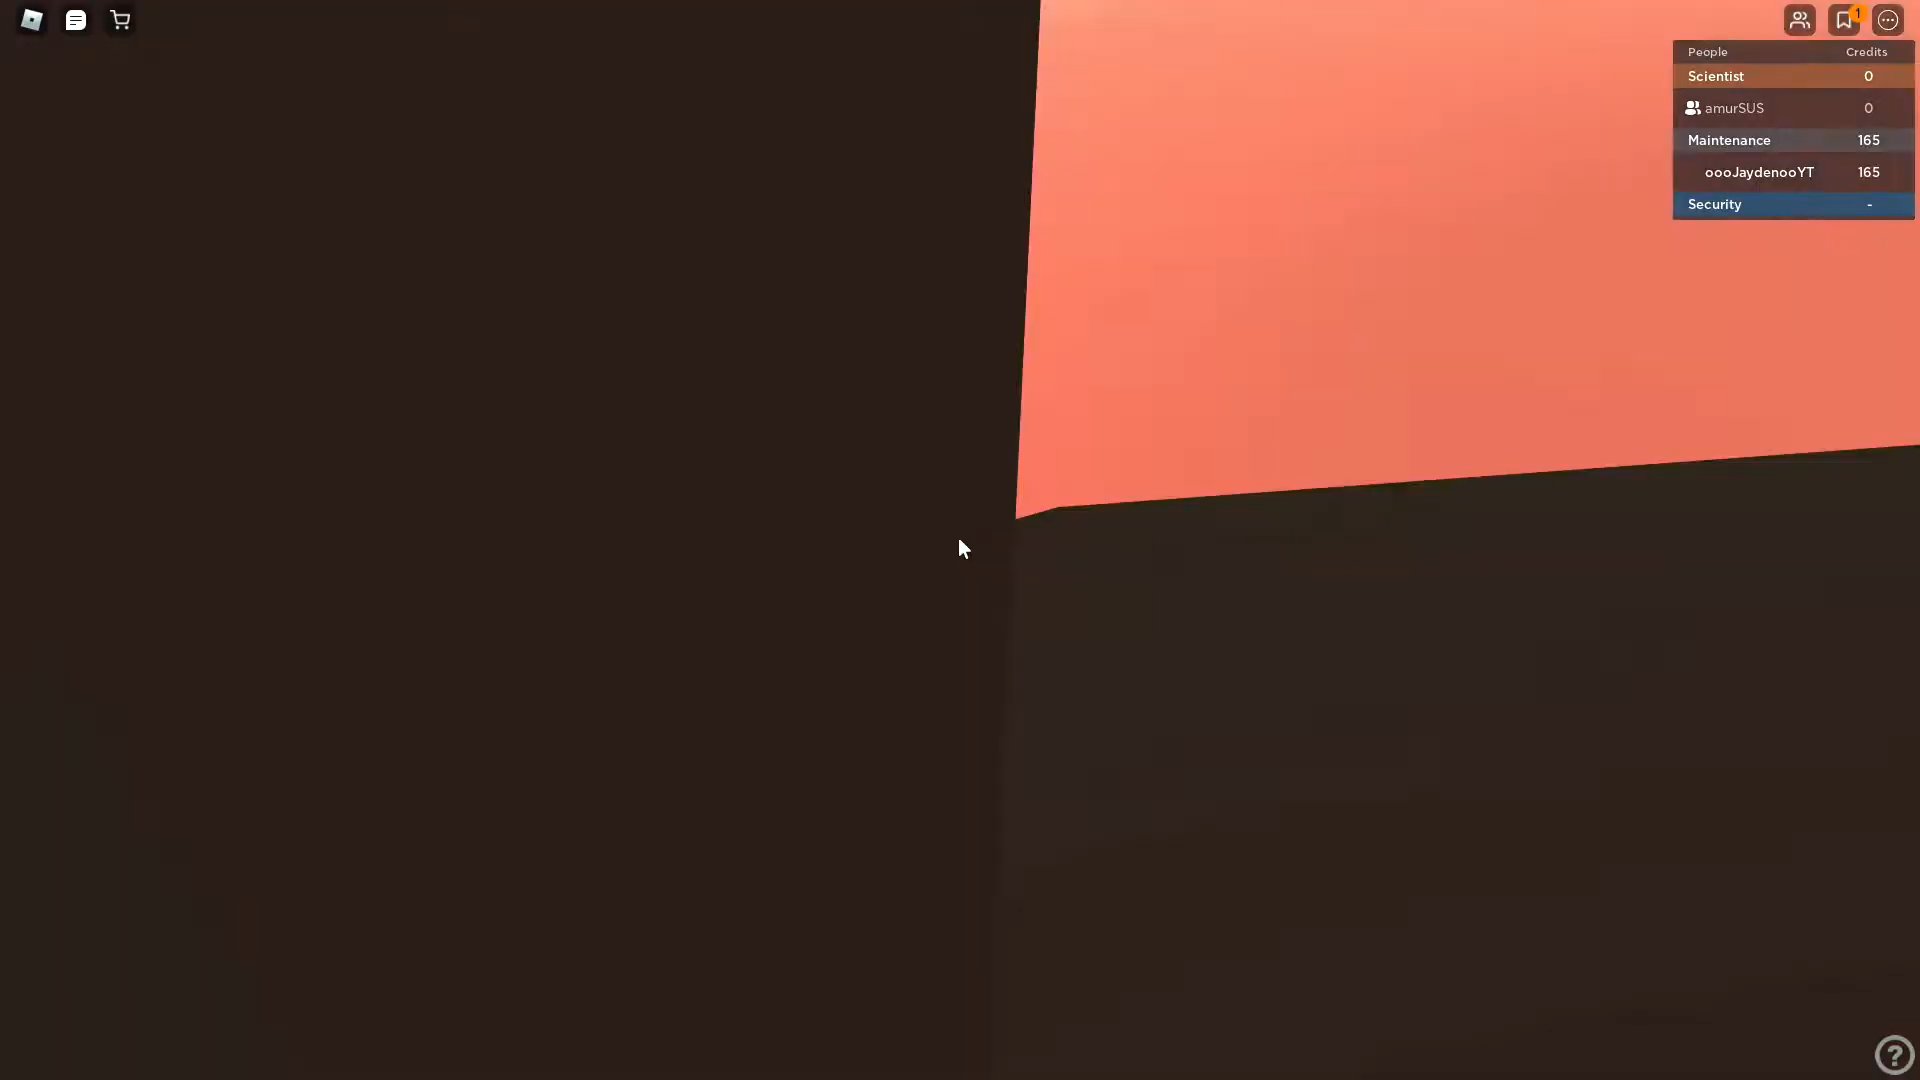 1
People Credits
Scientist 0
amurSUS 0
Maintenance 165
oooJaydenooYT 165
Security -
?